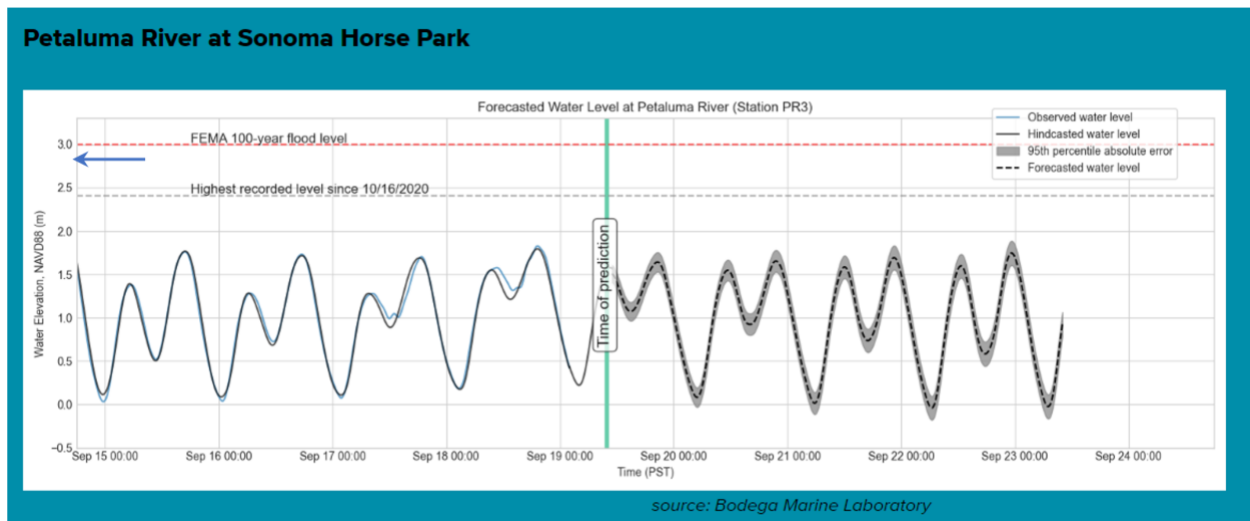 Petaluma River at Sonoma Horse Park
Forecasted Water Level at Petaluma River (Station PR3)
Observed water level
Hindcasted water level
95th percentile absolute error
Forecasted water level
FEMA 100-year flood level
Highest recorded level since 10/16/2020
Time of prediction
Water Elevation, NAVD88 (m)
3.0
2.5
2.0
1.5
1.0
0.5
0.0
−0.5
Sep 15 00:00 Sep 16 00:00 Sep 17 00:00 Sep 18 00:00 Sep 19 00:00 Sep 20 00:00 Sep 21 00:00 Sep 22 00:00 Sep 23 00:00 Sep 24 00:00
Time (PST)
source: Bodega Marine Laboratory